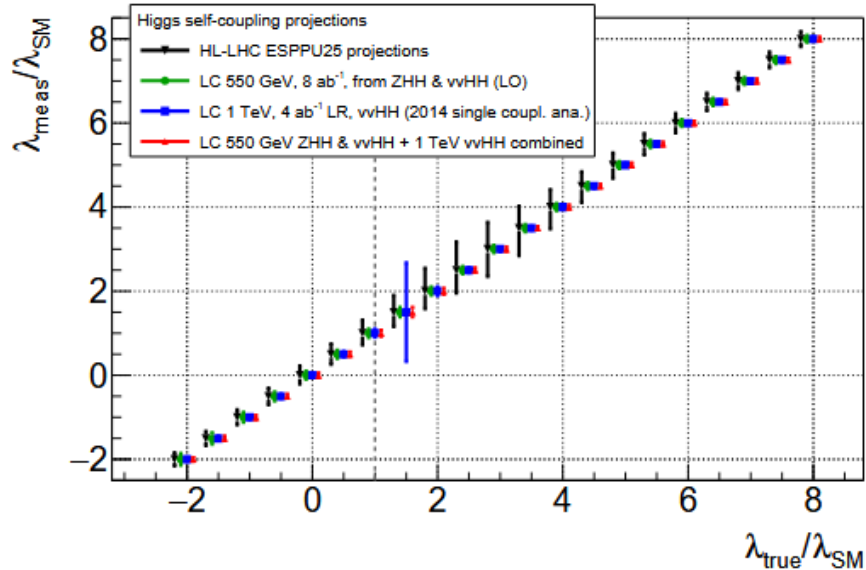 Higgs self-coupling projections
HL-LHC ESPPU25 projections
LC 550 GeV, 8 ab⁻¹, from ZHH & ννHH (LO)
LC 1 TeV, 4 ab⁻¹ LR, ννHH (2014 single coupl. ana.)
LC 550 GeV ZHH & ννHH + 1 TeV ννHH combined
λmeas/λSM
8
6
4
2
0
−2
−2 0 2 4 6 8
λtrue/λSM